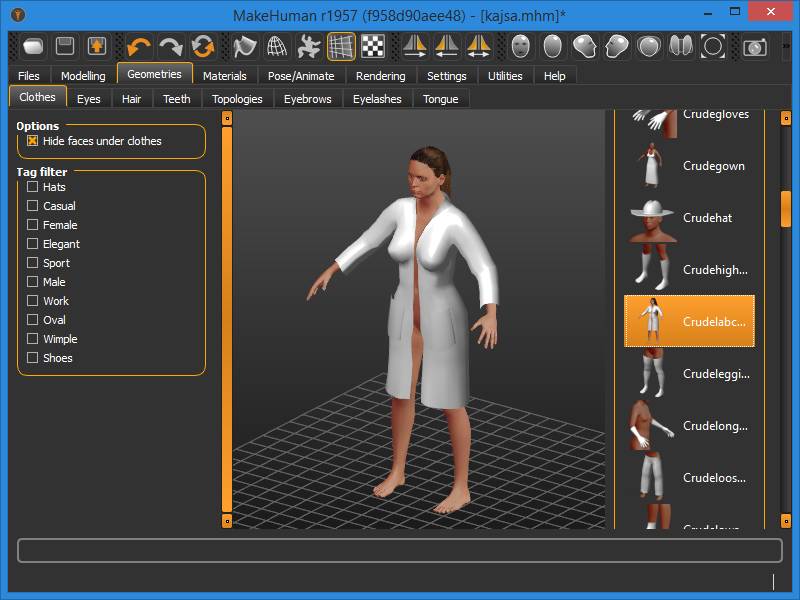 MakeHuman r1957 (f958d90aee48) - [kajsa.mhm]*
Files Modelling Geometries Materials Pose/Animate Rendering Settings Utilities Help
Clothes Eyes Hair Teeth Topologies Eyebrows Eyelashes Tongue
Options
Hide faces under clothes
Tag filter
Hats
Casual
Female
Elegant
Sport
Male
Work
Oval
Wimple
Shoes
Crudegloves
Crudegown
Crudehat
Crudehigh...
Crudelabc...
Crudeleggi...
Crudelong...
Crudeloos...